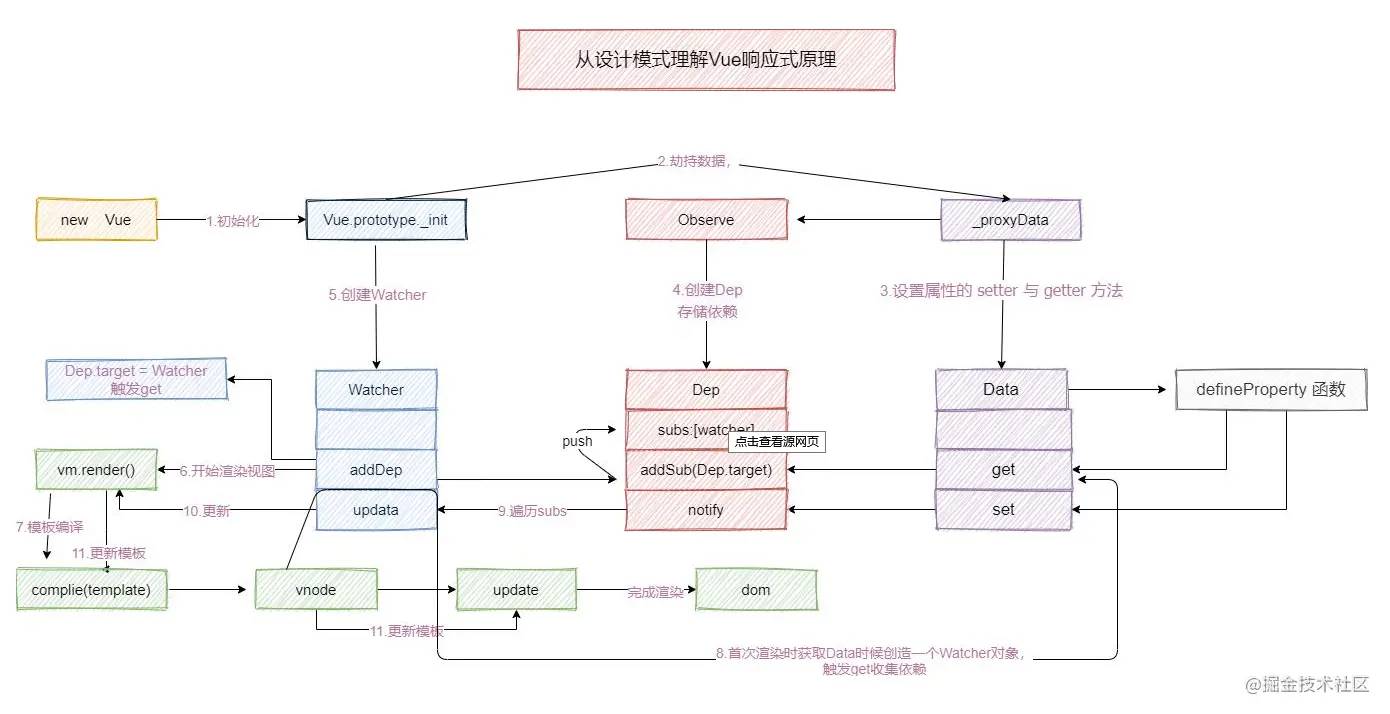 从设计模式理解Vue响应式原理
2.劫持数据，
new Vue
1.初始化
Vue.prototype._init
Observe
_proxyData
5.创建Watcher
4.创建Dep
存储依赖
3.设置属性的 setter 与 getter 方法
Dep.target = Watcher
触发get
Watcher
Dep
Data
defineProperty 函数
push
subs:[watcher]
点击查看源网页
vm.render()
6.开始渲染视图
addDep
addSub(Dep.target)
get
10.更新
updata
9.遍历subs
notify
set
7.模板编译
11.更新模板
complie(template)
vnode
update
完成渲染
dom
11.更新模板
8.首次渲染时获取Data时候创造一个Watcher对象，
触发get收集依赖
@掘金技术社区